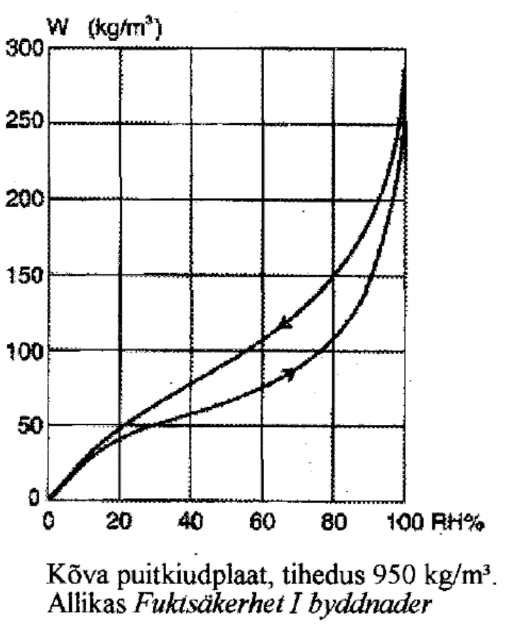 W (kg/m³)
300
250
200
150
100
50
0
0 20 40 60 80 100 RH%
Kõva puitkiudplaat, tihedus 950 kg/m³.
Allikas Fuktsäkerhet I byddnader